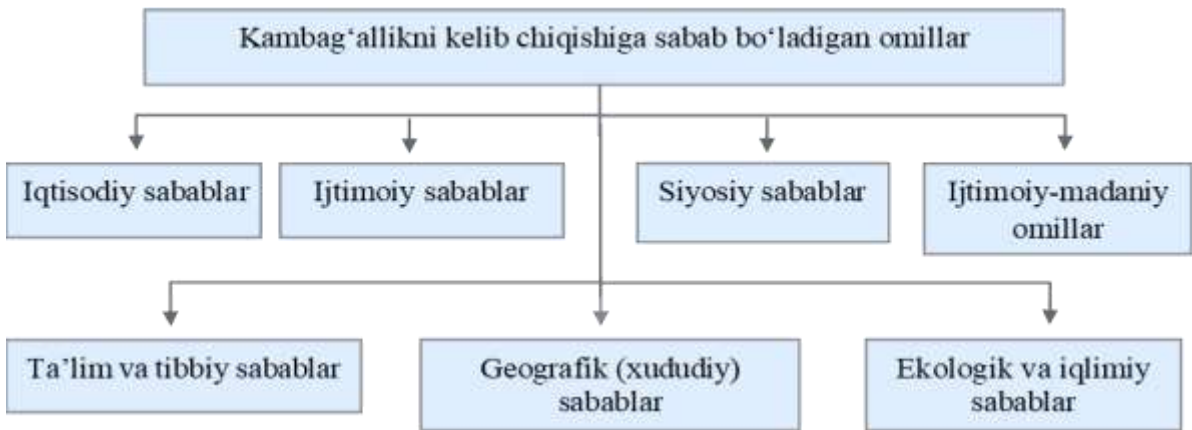 Kambag‘allikni kelib chiqishiga sabab bo‘ladigan omillar
Iqtisodiy sabablar
Ijtimoiy sabablar
Siyosiy sabablar
Ijtimoiy-madaniy
omillar
Ta’lim va tibbiy sabablar
Geografik (xududiy)
sabablar
Ekologik va iqlimiy
sabablar